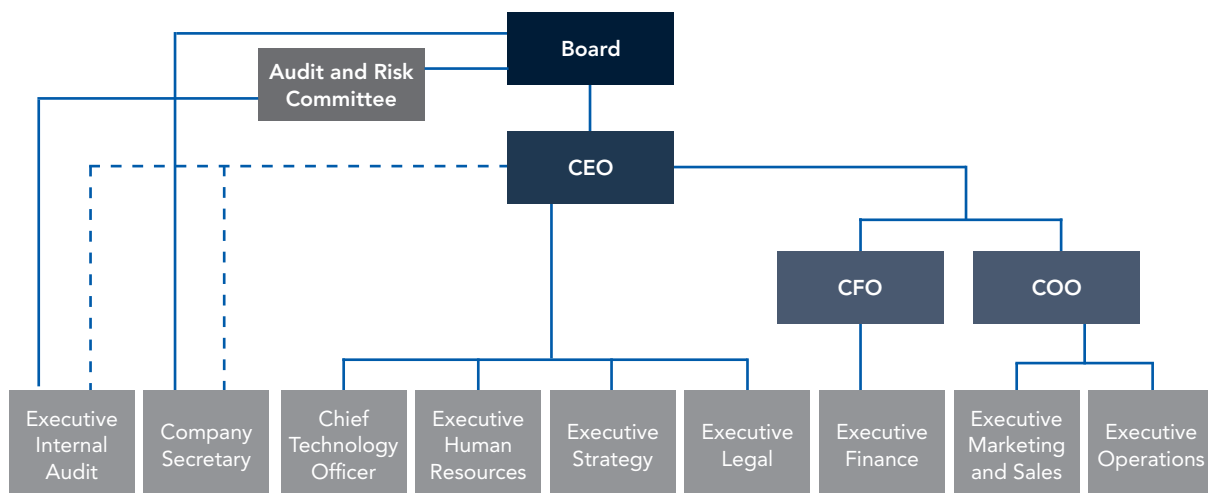 Board
Audit and Risk
Committee
CEO
CFO
COO
Executive
Internal
Audit
Company
Secretary
Chief
Technology
Officer
Executive
Human
Resources
Executive
Strategy
Executive
Legal
Executive
Finance
Executive
Marketing
and Sales
Executive
Operations